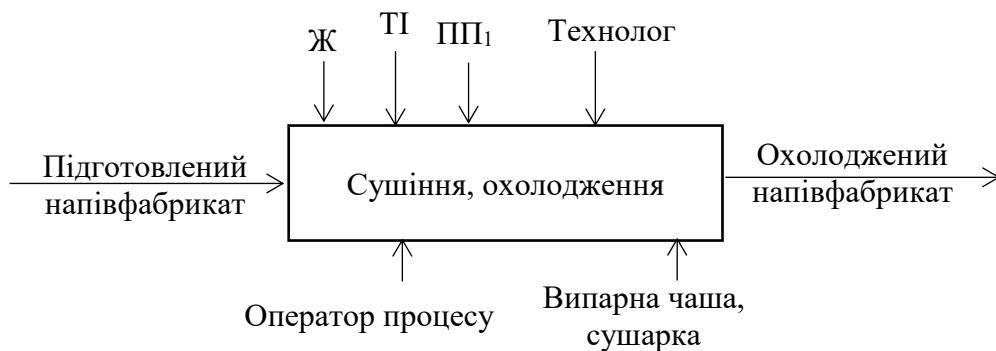 Ж
ТІ
ПП₁
Технолог
Підготовлений
напівфабрикат
Сушіння, охолодження
Охолоджений
напівфабрикат
Оператор процесу
Випарна чаша,
сушарка